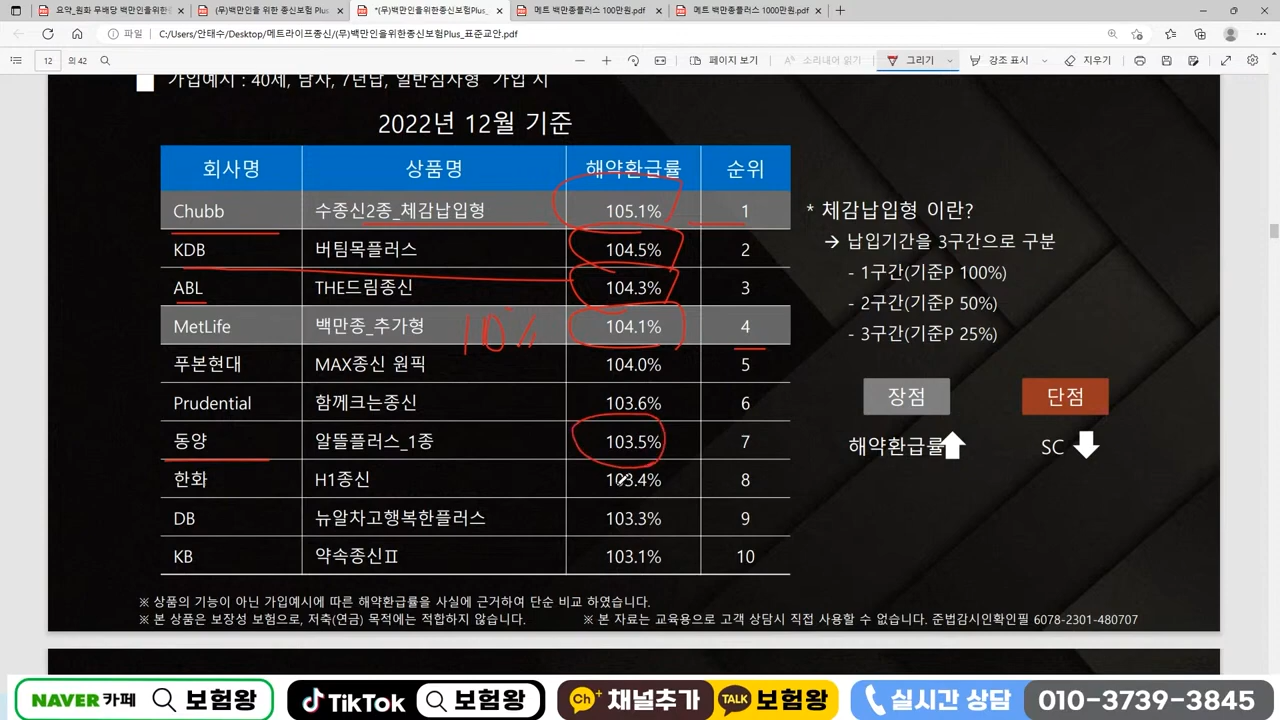 요약_원화 무배당 백만인을위한
(무)백만인을 위한 종신보험 Plus_
*(무)백만인을위한종신보험Plus_
메트 백만종플러스 100만원.pdf
메트 백만종플러스 1000만원.pdf
파일 C:/Users/안태수/Desktop/메트라이프종신/(무)백만인을위한종신보험Plus_표준교안.pdf
12 의 42 페이지 보기 소리내어 읽기 그리기 강조 표시 지우기
가입예시 : 40세, 남자, 7년납, 일반심사형 가입 시
2022년 12월 기준
회사명 상품명 해약환급률 순위
Chubb 수종신2종_체감납입형 105.1% 1
KDB 버팀목플러스 104.5% 2
ABL THE드림종신 104.3% 3
MetLife 백만종_추가형 10% 104.1% 4
푸본현대 MAX종신 원픽 104.0% 5
Prudential 함께크는종신 103.6% 6
동양 알뜰플러스_1종 103.5% 7
한화 H1종신 103.4% 8
DB 뉴알차고행복한플러스 103.3% 9
KB 약속종신Ⅱ 103.1% 10
* 체감납입형 이란?
→ 납입기간을 3구간으로 구분
- 1구간(기준P 100%)
- 2구간(기준P 50%)
- 3구간(기준P 25%)
장점 단점
해약환급률 SC
※ 상품의 기능이 아닌 가입예시에 따른 해약환급률을 사실에 근거하여 단순 비교 하였습니다.
※ 본 상품은 보장성 보험으로, 저축(연금) 목적에는 적합하지 않습니다. ※ 본 자료는 교육용으로 고객 상담시 직접 사용할 수 없습니다. 준법감시인확인필 6078-2301-480707
NAVER 카페 보험왕 TikTok 보험왕 Ch+ 채널추가 TALK 보험왕 실시간 상담 010-3739-3845